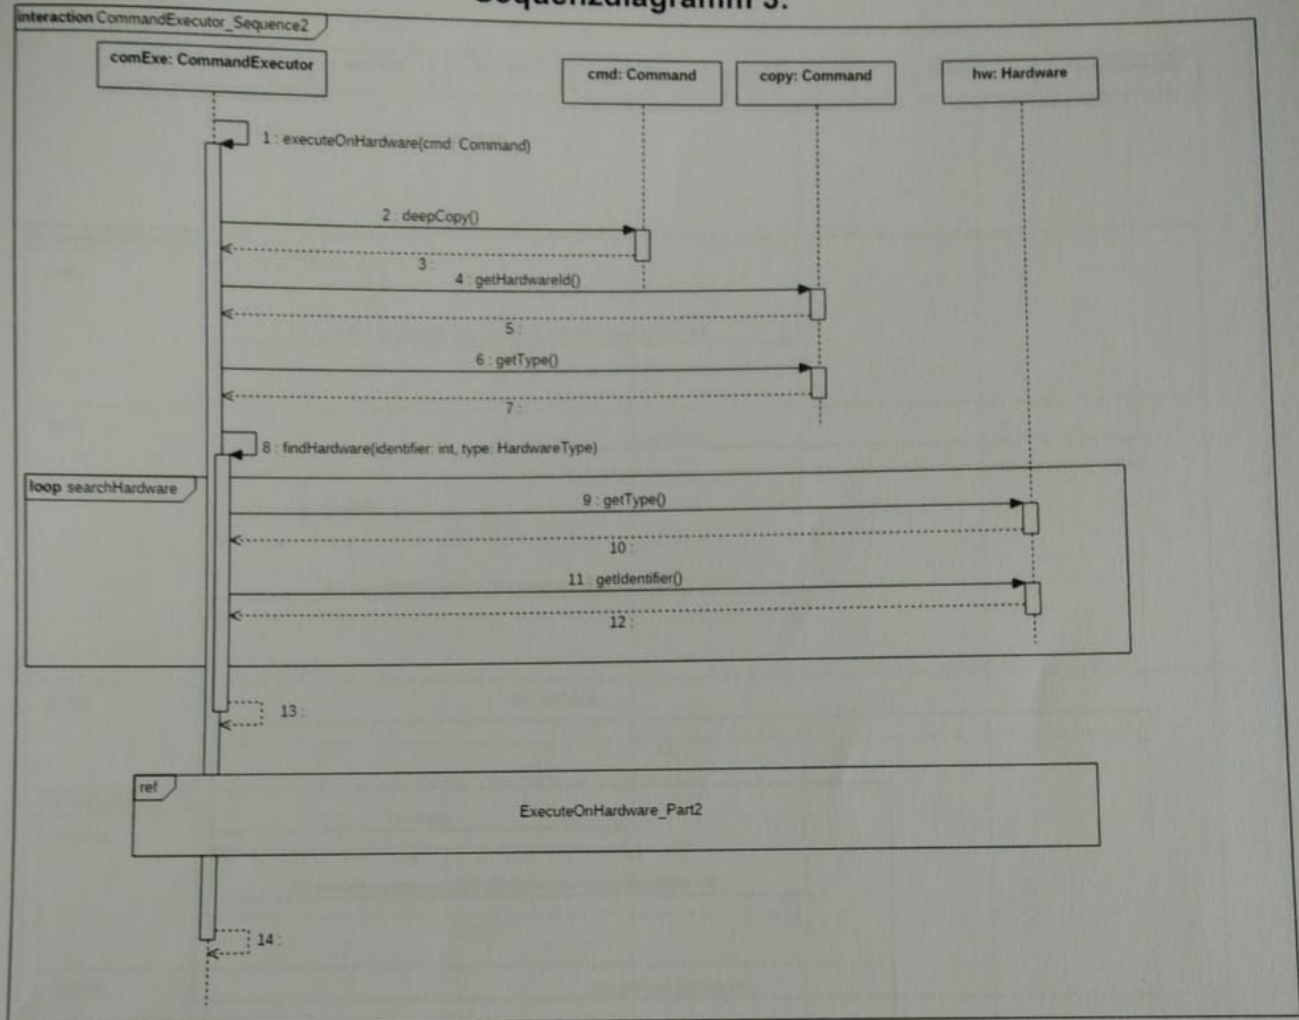 Sequenzdiagramm 3:
interaction CommandExecutor_Sequence2
comExe: CommandExecutor
cmd: Command
copy: Command
hw: Hardware
1 : executeOnHardware(cmd: Command)
2 : deepCopy()
3 :
4 : getHardwareId()
5 :
6 : getType()
7 :
8 : findHardware(identifier: int, type: HardwareType)
loop searchHardware
9 : getType()
10 :
11 : getIdentifier()
12 :
13 :
ref
ExecuteOnHardware_Part2
14 :